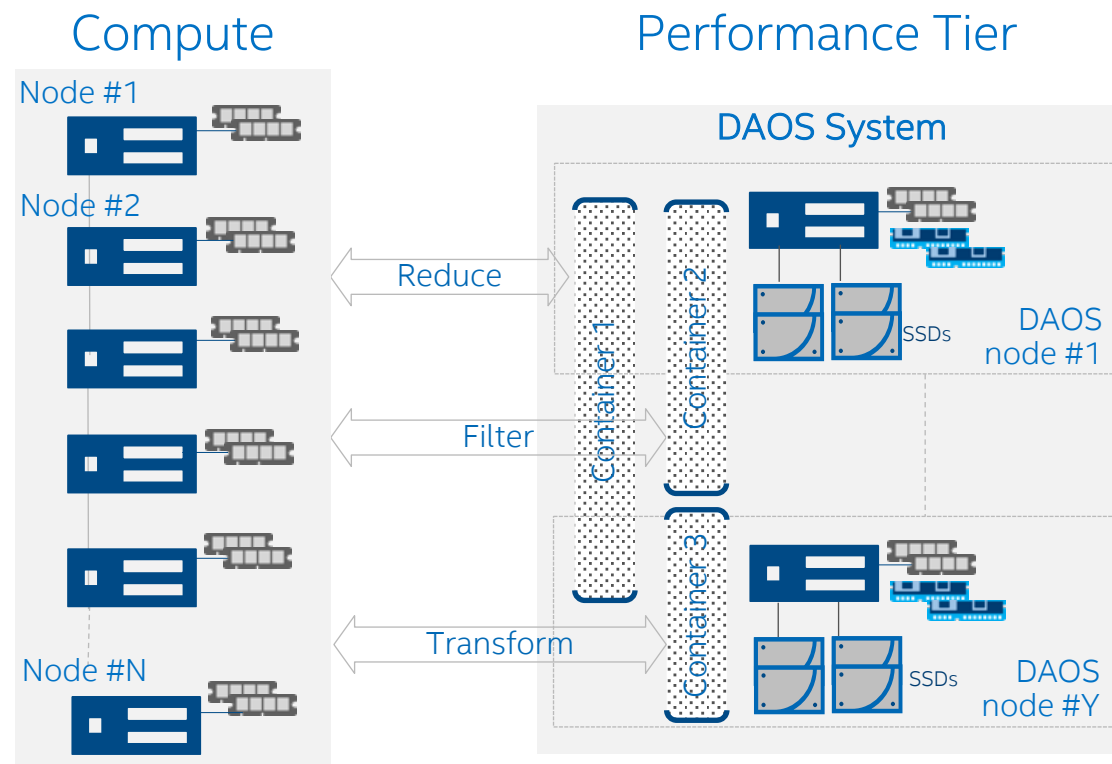 Compute
Performance Tier
Node #1
Node #2
Node #N
Reduce
Filter
Transform
DAOS System
Container 1
Container 2
Container 3
SSDs
DAOS
node #1
SSDs
DAOS
node #Y